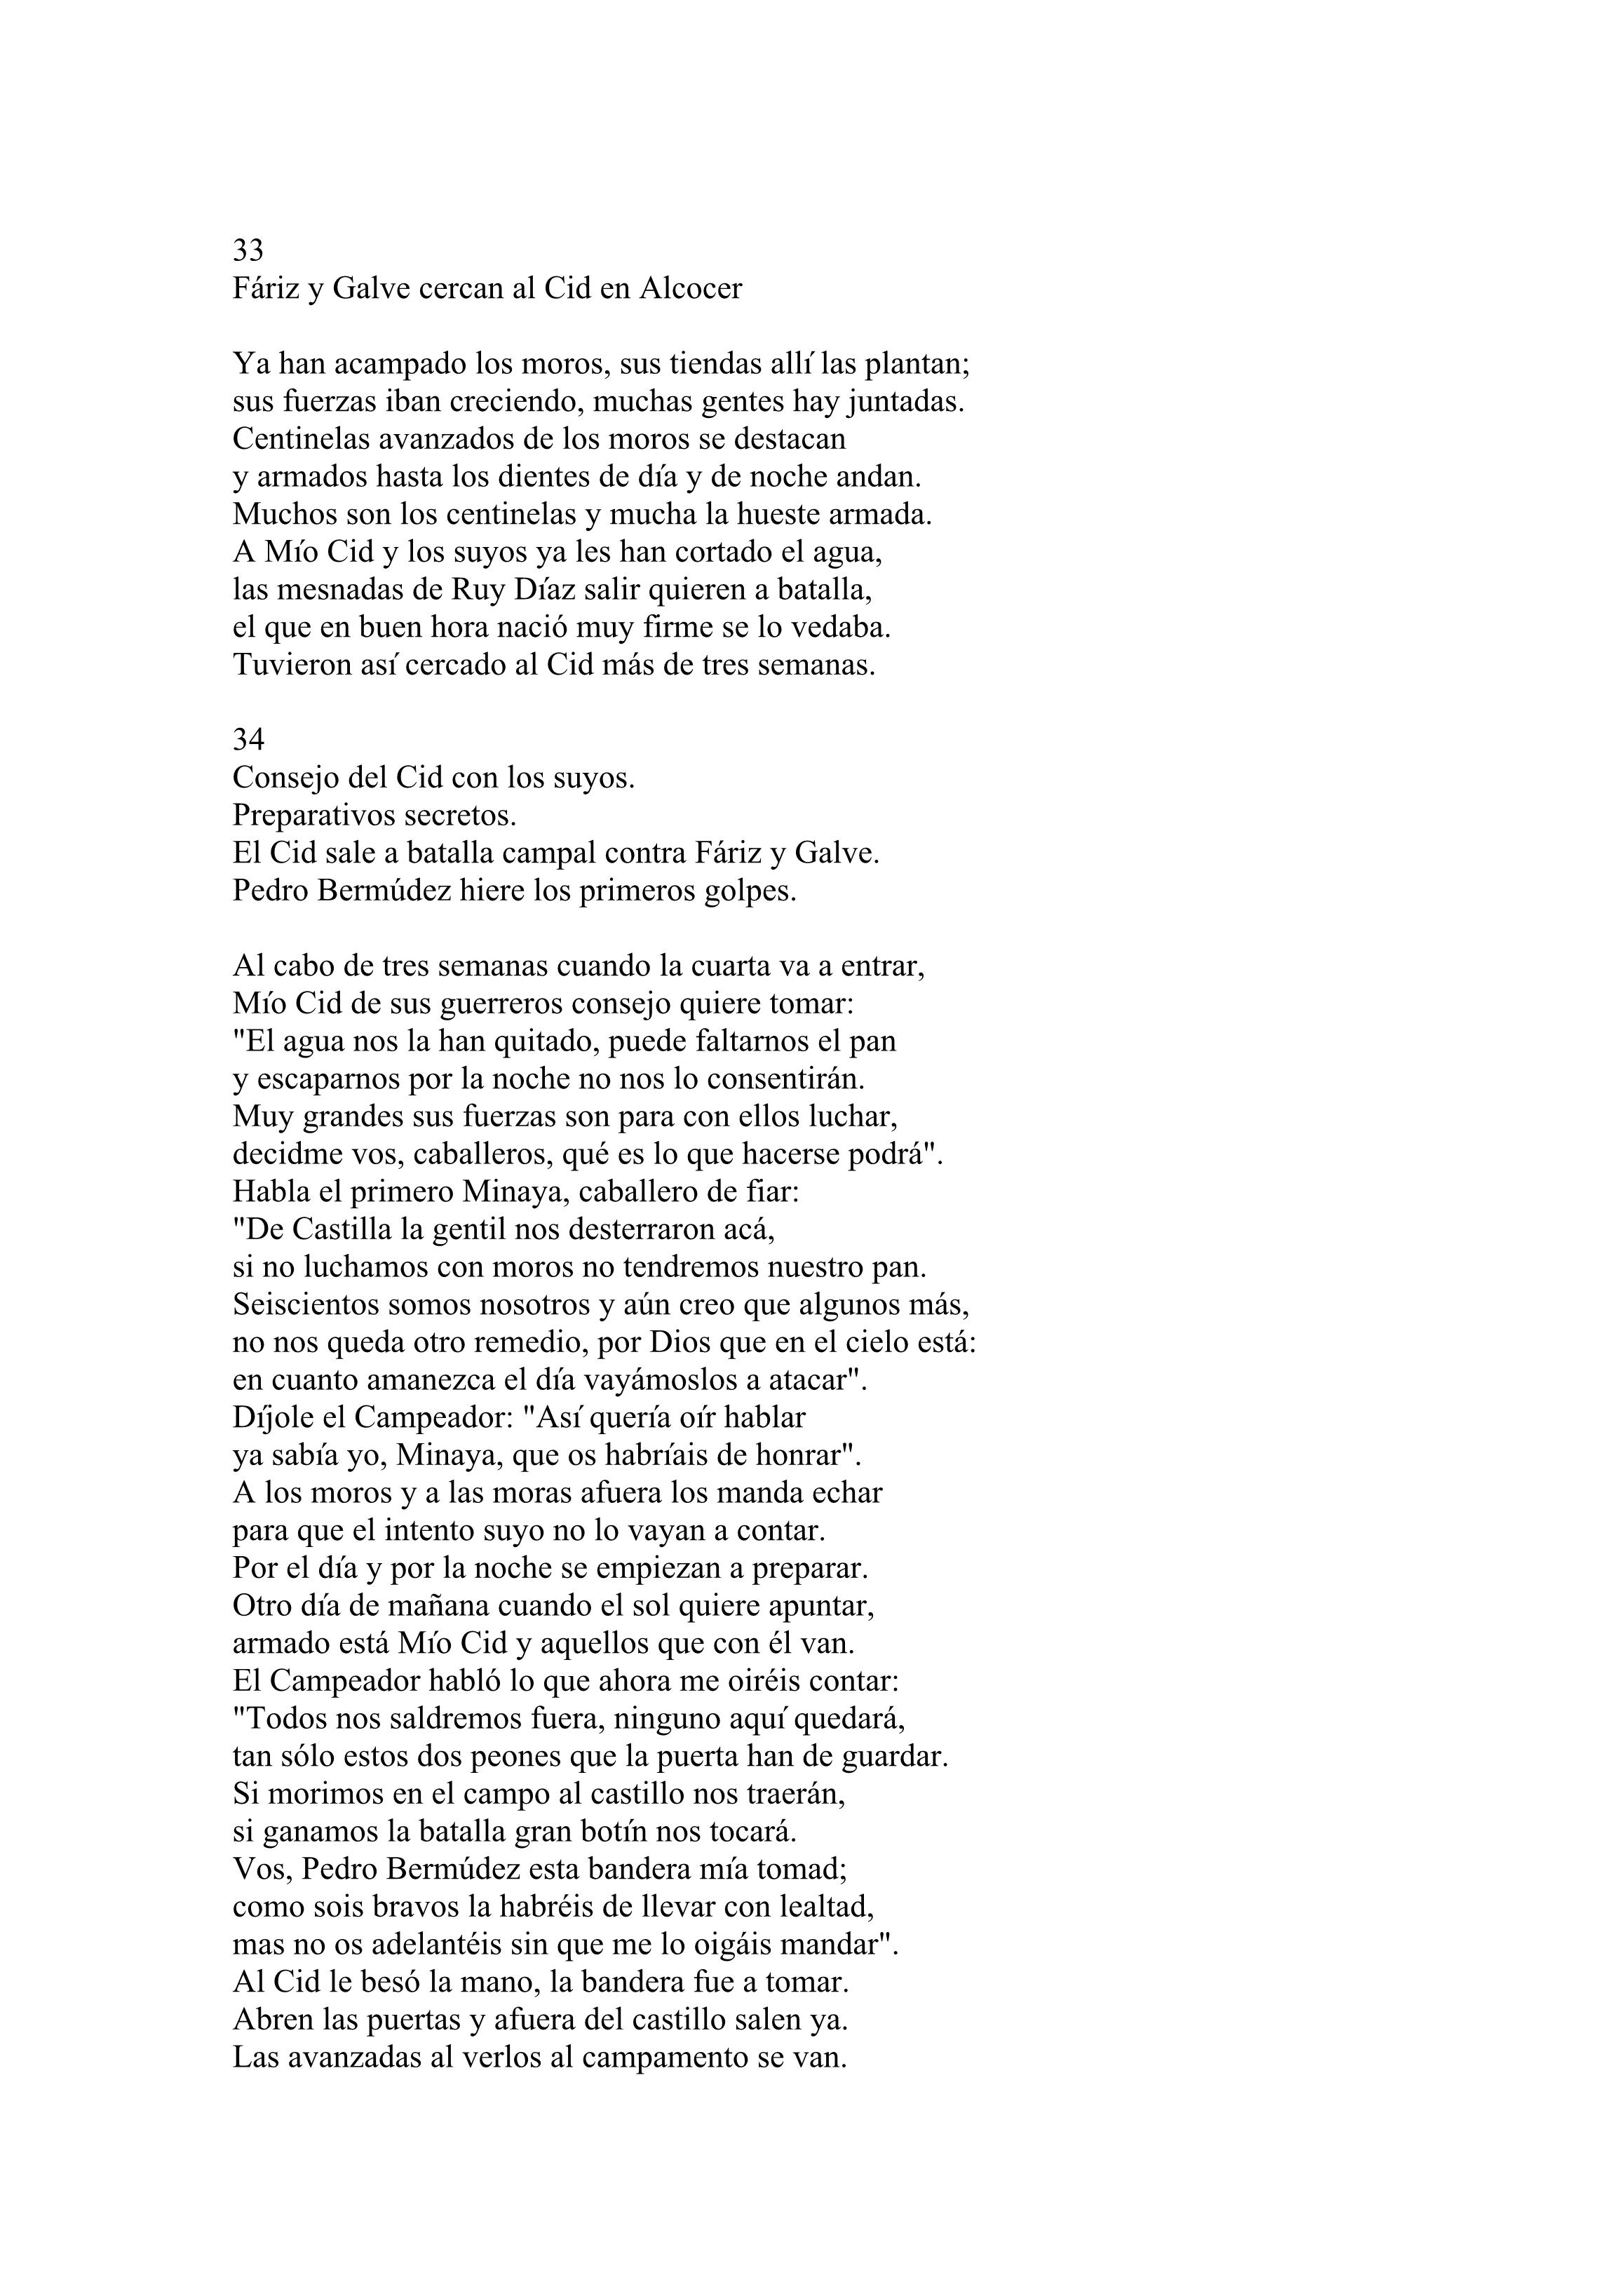 33
Fáriz y Galve cercan al Cid en Alcocer
Ya han acampado los moros, sus tiendas allí las plantan;
sus fuerzas iban creciendo, muchas gentes hay juntadas.
Centinelas avanzados de los moros se destacan
y armados hasta los dientes de día y de noche andan.
Muchos son los centinelas y mucha la hueste armada.
A Mío Cid y los suyos ya les han cortado el agua,
las mesnadas de Ruy Díaz salir quieren a batalla,
el que en buen hora nació muy firme se lo vedaba.
Tuvieron así cercado al Cid más de tres semanas.
34
Consejo del Cid con los suyos.
Preparativos secretos.
El Cid sale a batalla campal contra Fáriz y Galve.
Pedro Bermúdez hiere los primeros golpes.
Al cabo de tres semanas cuando la cuarta va a entrar,
Mío Cid de sus guerreros consejo quiere tomar:
"El agua nos la han quitado, puede faltarnos el pan
y escaparnos por la noche no nos lo consentirán.
Muy grandes sus fuerzas son para con ellos luchar,
decidme vos, caballeros, qué es lo que hacerse podrá".
Habla el primero Minaya, caballero de fiar:
"De Castilla la gentil nos desterraron acá,
si no luchamos con moros no tendremos nuestro pan.
Seiscientos somos nosotros y aún creo que algunos más,
no nos queda otro remedio, por Dios que en el cielo está:
en cuanto amanezca el día vayámoslos a atacar".
Díjole el Campeador: "Así quería oír hablar
ya sabía yo, Minaya, que os habríais de honrar".
A los moros y a las moras afuera los manda echar
para que el intento suyo no lo vayan a contar.
Por el día y por la noche se empiezan a preparar.
Otro día de mañana cuando el sol quiere apuntar,
armado está Mío Cid y aquellos que con él van.
El Campeador habló lo que ahora me oiréis contar:
"Todos nos saldremos fuera, ninguno aquí quedará,
tan sólo estos dos peones que la puerta han de guardar.
Si morimos en el campo al castillo nos traerán,
si ganamos la batalla gran botín nos tocará.
Vos, Pedro Bermúdez esta bandera mía tomad;
como sois bravos la habréis de llevar con lealtad,
mas no os adelantéis sin que me lo oigáis mandar".
Al Cid le besó la mano, la bandera fue a tomar.
Abren las puertas y afuera del castillo salen ya.
Las avanzadas al verlos al campamento se van.